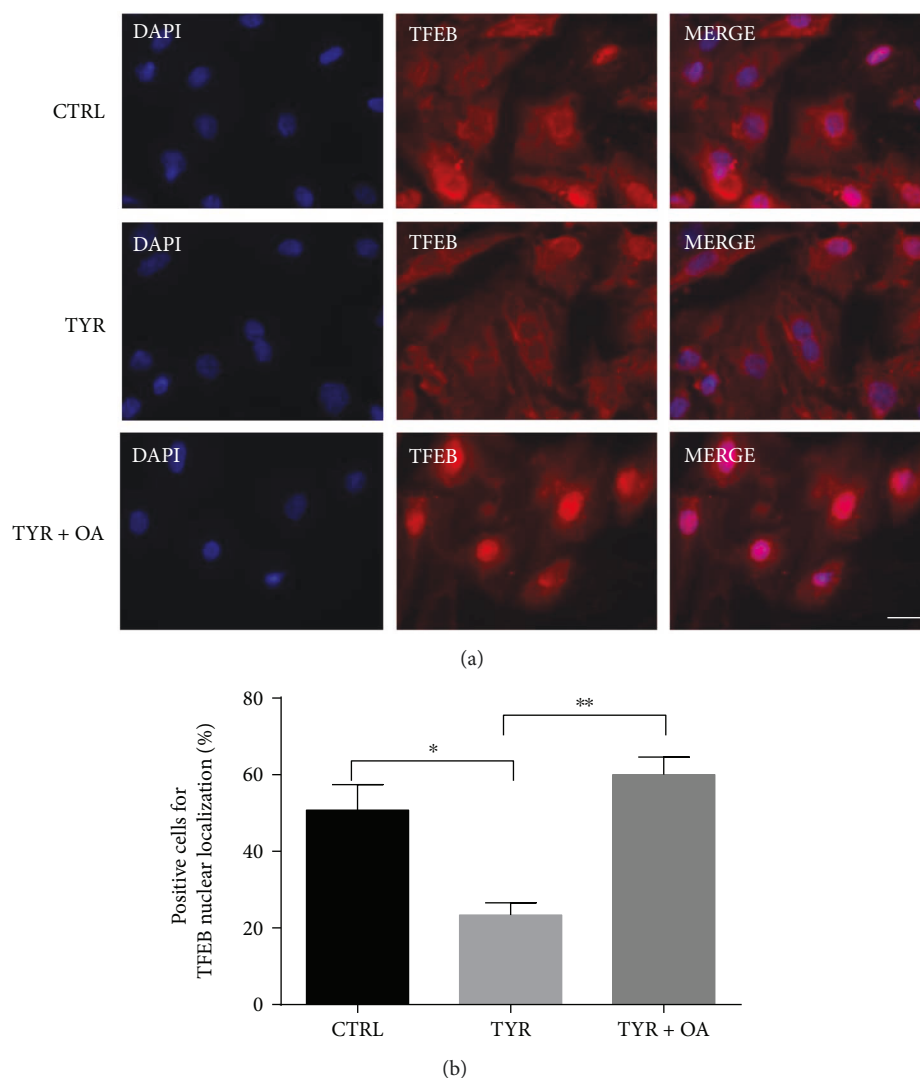 DAPI TFEB MERGE
CTRL
DAPI TFEB MERGE
TYR
DAPI TFEB MERGE
TYR + OA
(a)
80
60
40
20
0
Positive cells for
TFEB nuclear localization (%)
*
**
CTRL TYR TYR + OA
(b)